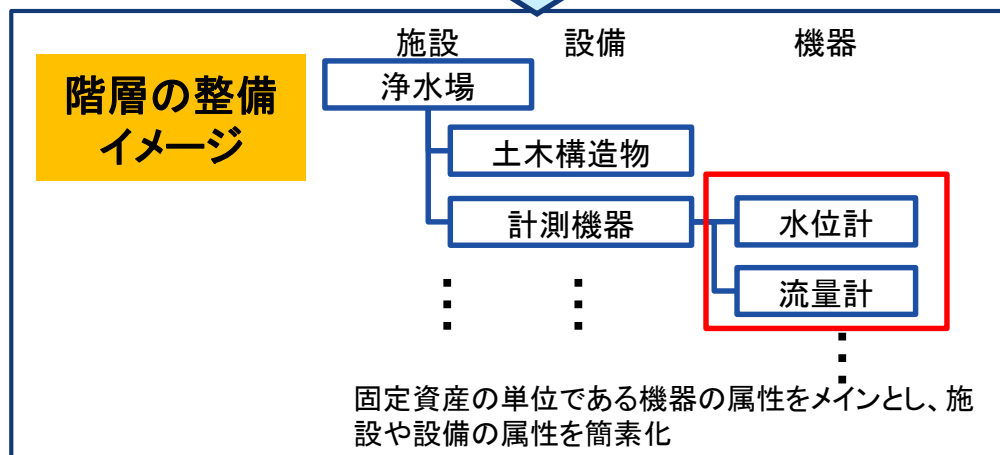 施設 設備 機器
階層の整備
イメージ
浄水場
土木構造物
計測機器
水位計
流量計
固定資産の単位である機器の属性をメインとし、施
設や設備の属性を簡素化